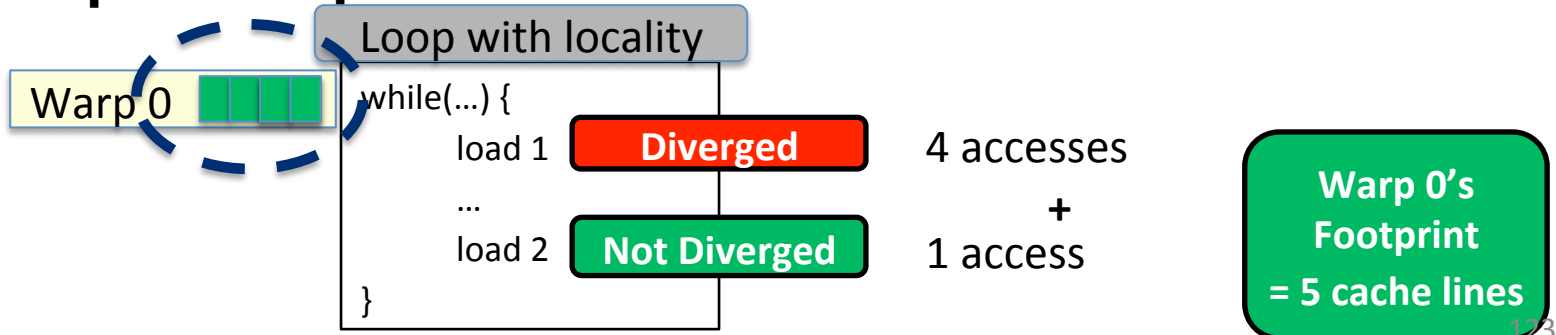 Loop with locality
Warp 0
while(…) {
load 1 Diverged 4 accesses
… +
load 2 Not Diverged 1 access
}
Warp 0’s
Footprint
= 5 cache lines
123